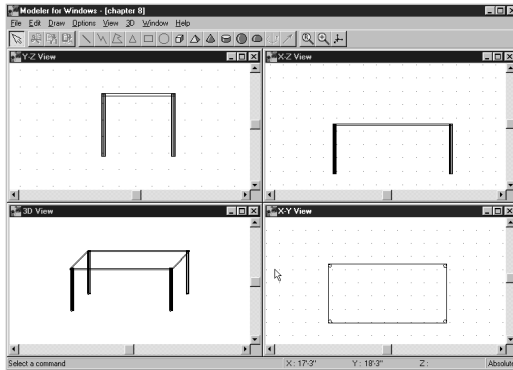 Modeler for Windows - [chapter 8]
File Edit Draw Options View 3D Window Help
Y-Z View
X-Z View
3D View
X-Y View
Select a command
X : 17'-3"
Y : 18'-3"
Z :
Absolute